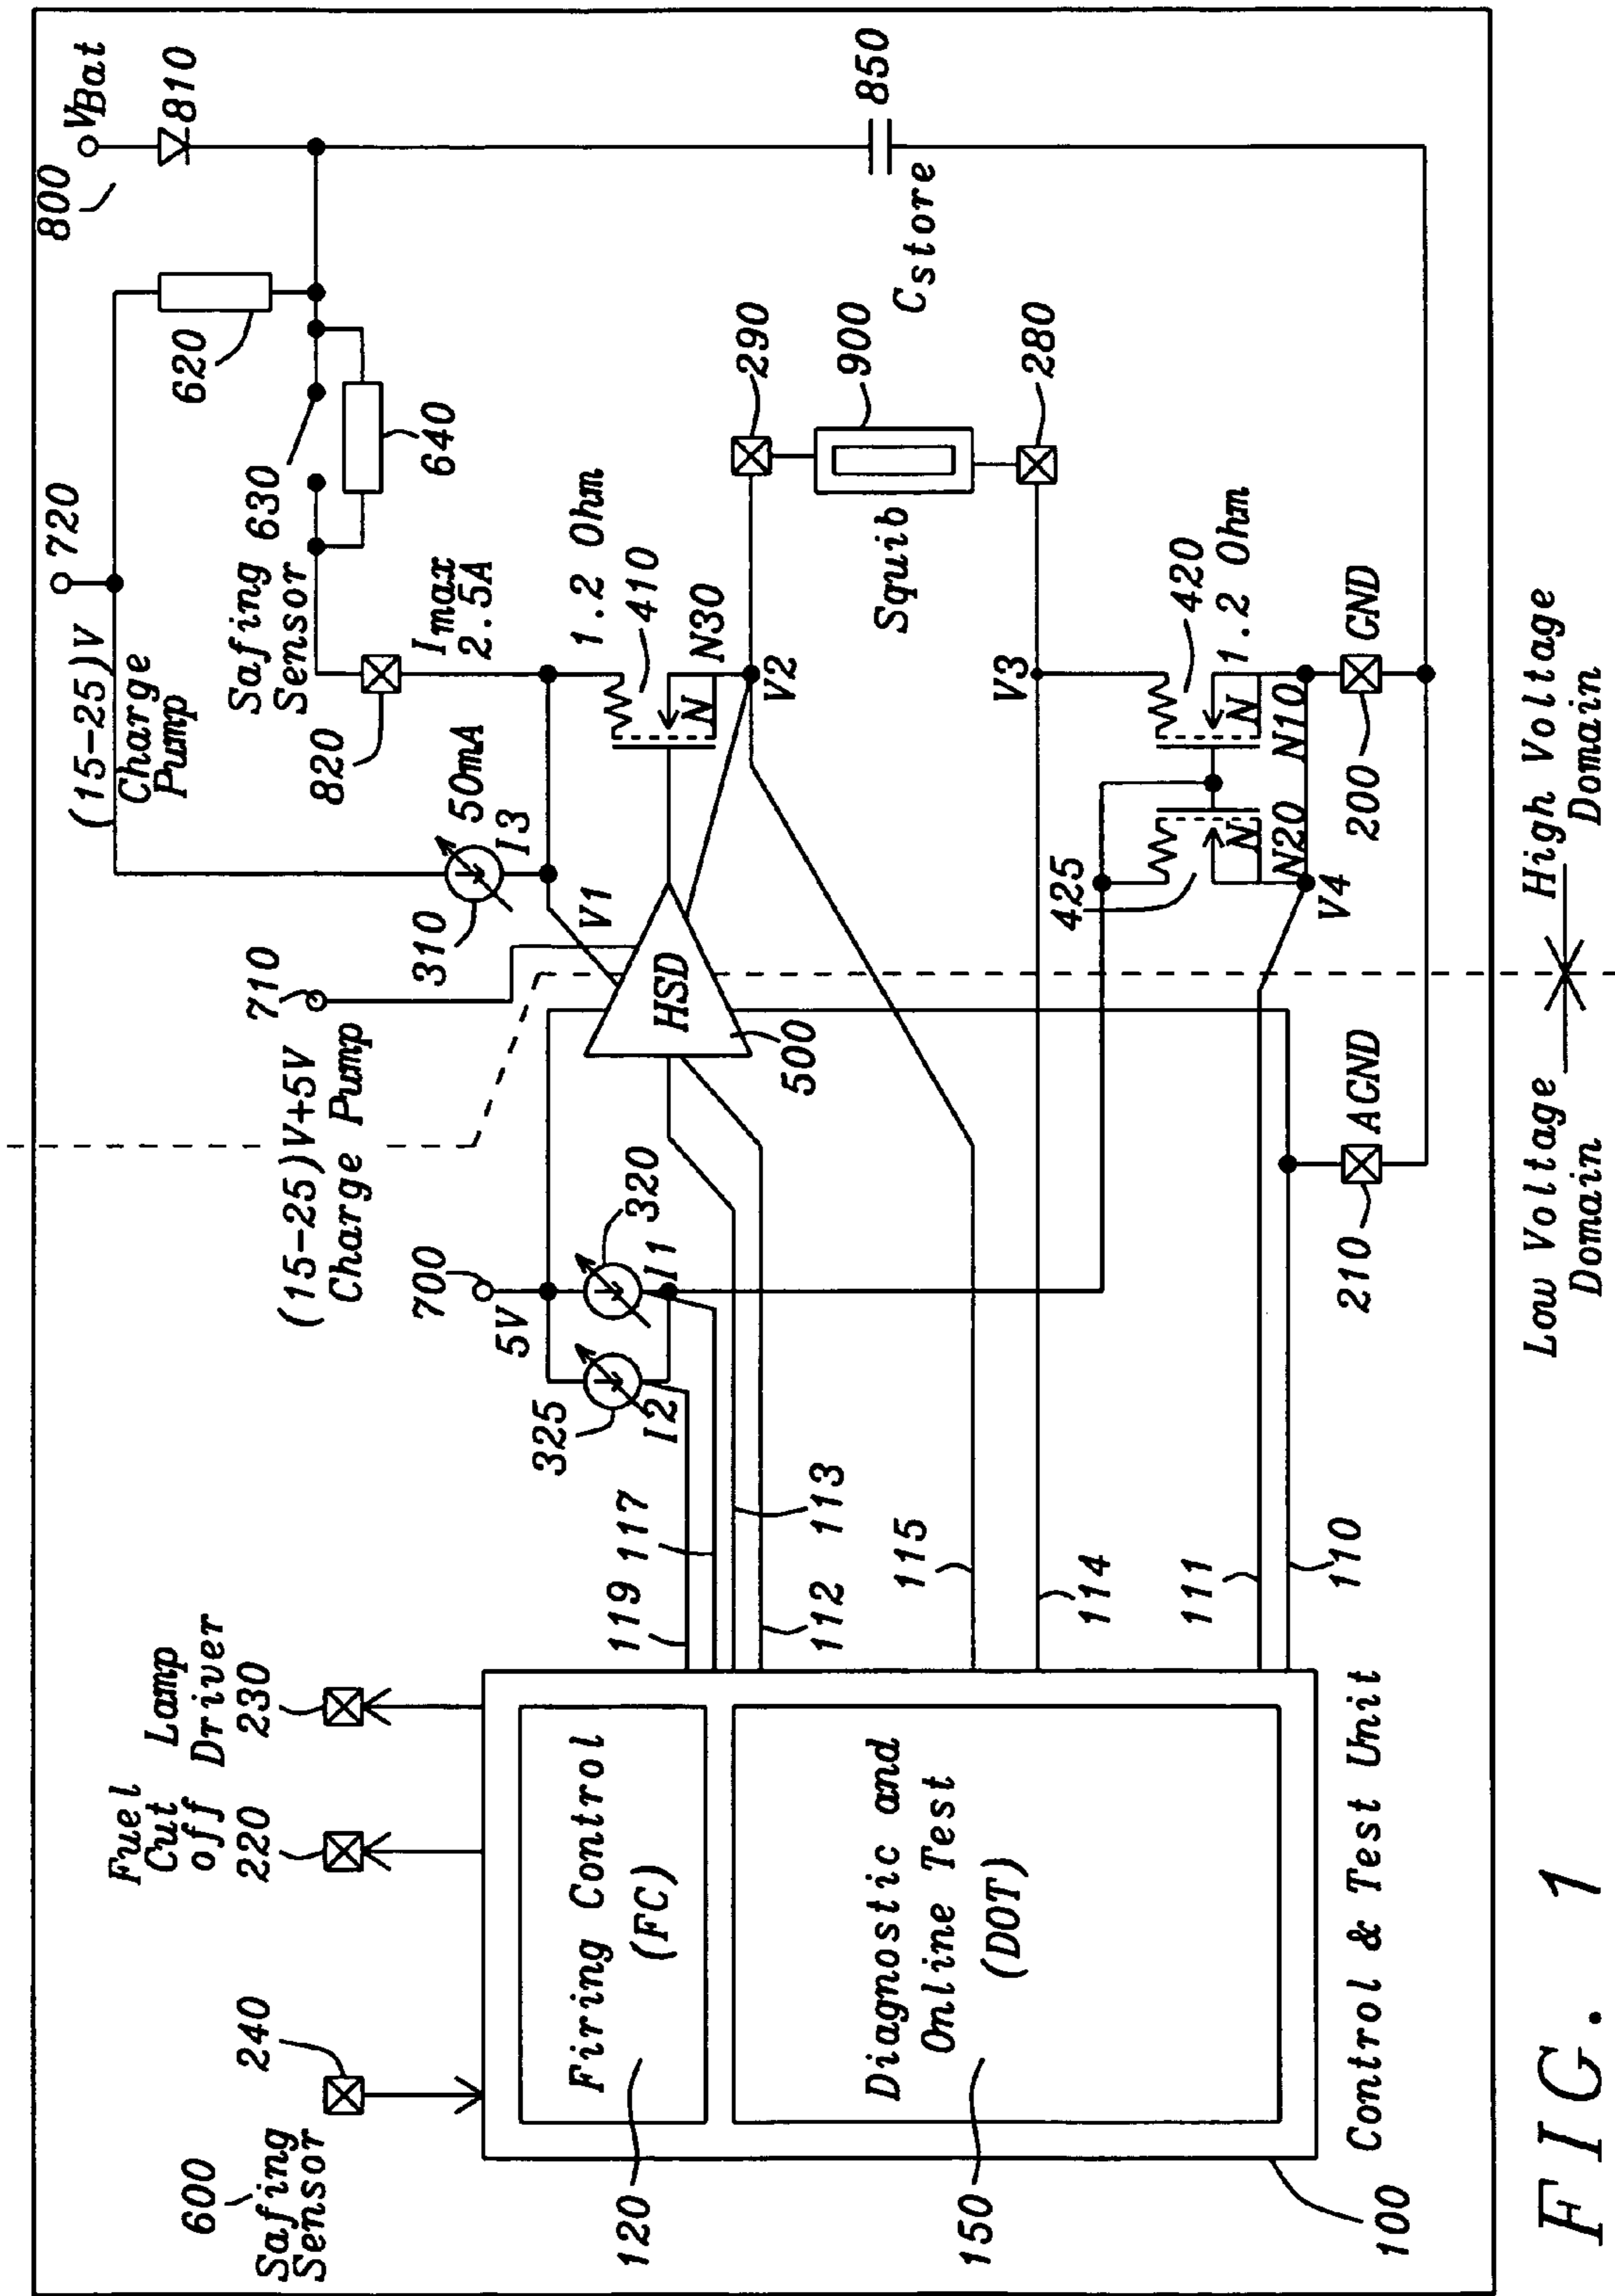 600
Safing
Sensor
240
Fuel
Cut
off
220
Lamp
Driver
230
Firing Control
(FC)
120
Diagnostic and
Online Test
(DOT)
150
100
Control & Test Unit
119
117
113
112
115
114
111
110
325
I2
320
I1
700
5V
(15-25)V+5V
Charge Pump
710
HSD
500
210
AGND
(15-25)V
Charge
Pump
720
310
50mA
I3
V1
820
Safing
Sensor
630
640
620
Imax
2.5A
1.2 Ohm
410
N
N30
V2
800
VBat
810
850
Cstore
290
900
Squib
280
V3
425
N
N20
V4
420
1.2 Ohm
N
N10
200
GND
Low Voltage
Domain
High Voltage
Domain
FIG. 1